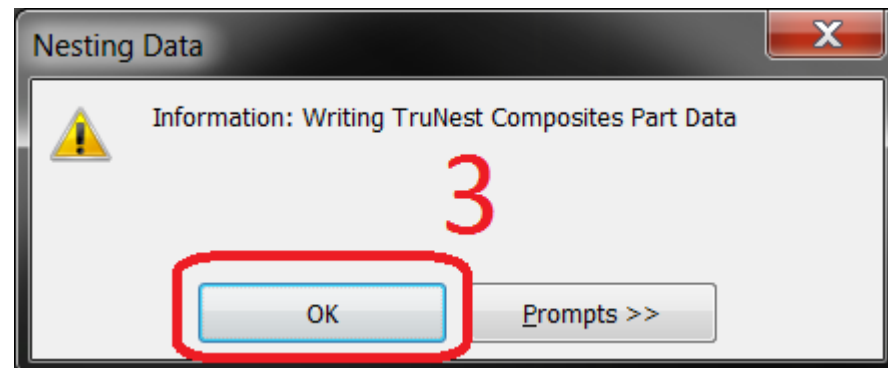 Nesting Data
Information: Writing TruNest Composites Part Data
3
OK
Prompts >>